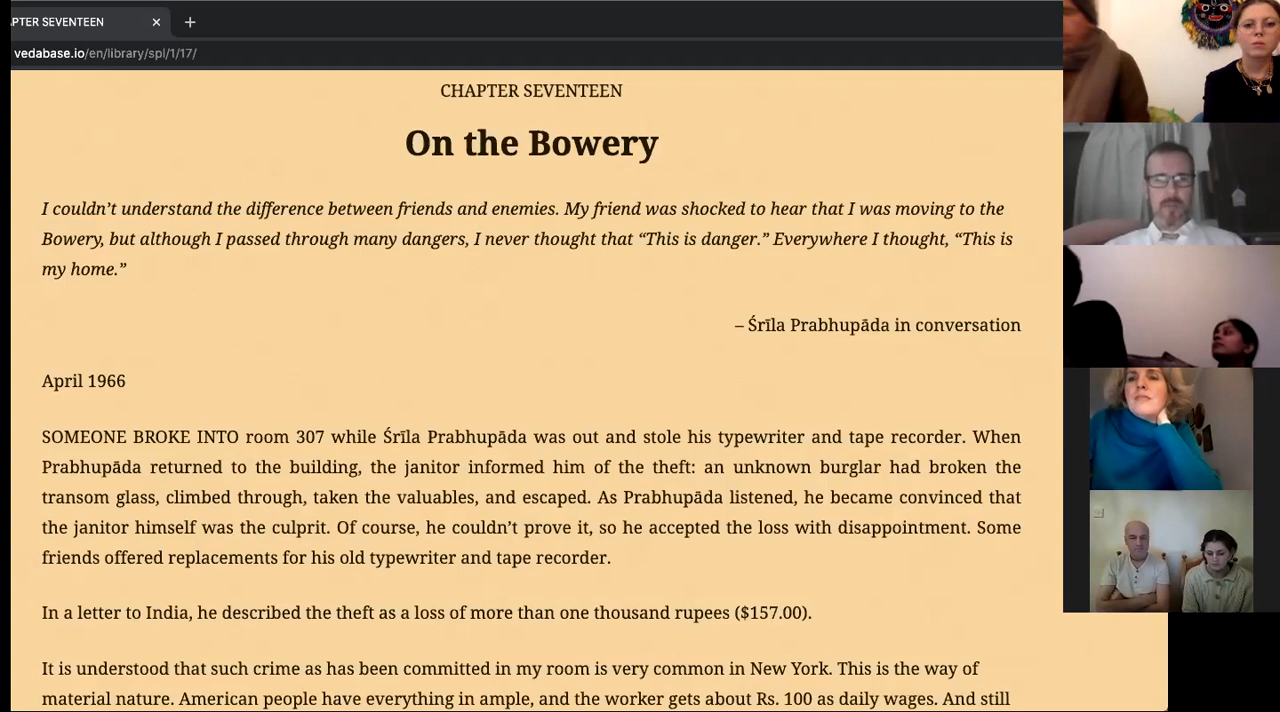 APTER SEVENTEEN
vedabase.io/en/library/spl/1/17/
CHAPTER SEVENTEEN
On the Bowery
I couldn’t understand the difference between friends and enemies. My friend was shocked to hear that I was moving to the
Bowery, but although I passed through many dangers, I never thought that “This is danger.” Everywhere I thought, “This is
my home.”
– Śrīla Prabhupāda in conversation
April 1966
SOMEONE BROKE INTO room 307 while Śrīla Prabhupāda was out and stole his typewriter and tape recorder. When
Prabhupāda returned to the building, the janitor informed him of the theft: an unknown burglar had broken the
transom glass, climbed through, taken the valuables, and escaped. As Prabhupāda listened, he became convinced that
the janitor himself was the culprit. Of course, he couldn’t prove it, so he accepted the loss with disappointment. Some
friends offered replacements for his old typewriter and tape recorder.
In a letter to India, he described the theft as a loss of more than one thousand rupees ($157.00).
It is understood that such crime as has been committed in my room is very common in New York. This is the way of
material nature. American people have everything in ample, and the worker gets about Rs. 100 as daily wages. And still